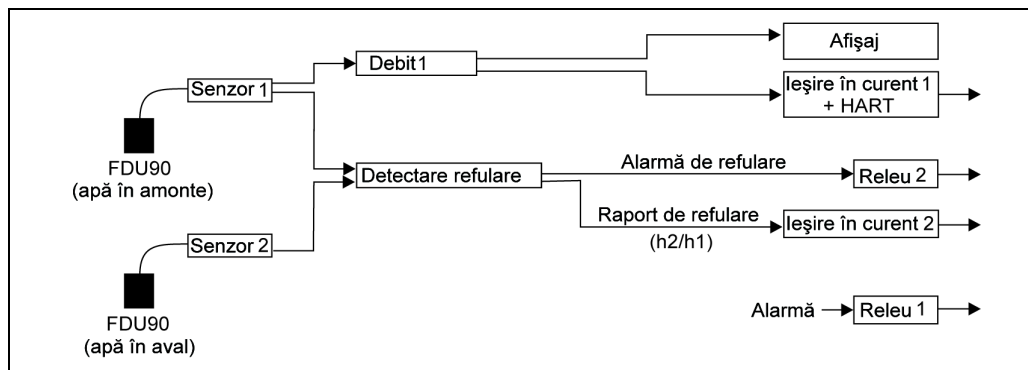 Afişaj
Debit 1
Ieşire în curent 1
+ HART
Senzor 1
FDU90
(apă în amonte)
Alarmă de refulare
Detectare refulare
Releu 2
Raport de refulare
(h2/h1)
Ieşire în curent 2
Senzor 2
FDU90
(apă în aval)
Alarmă
Releu 1